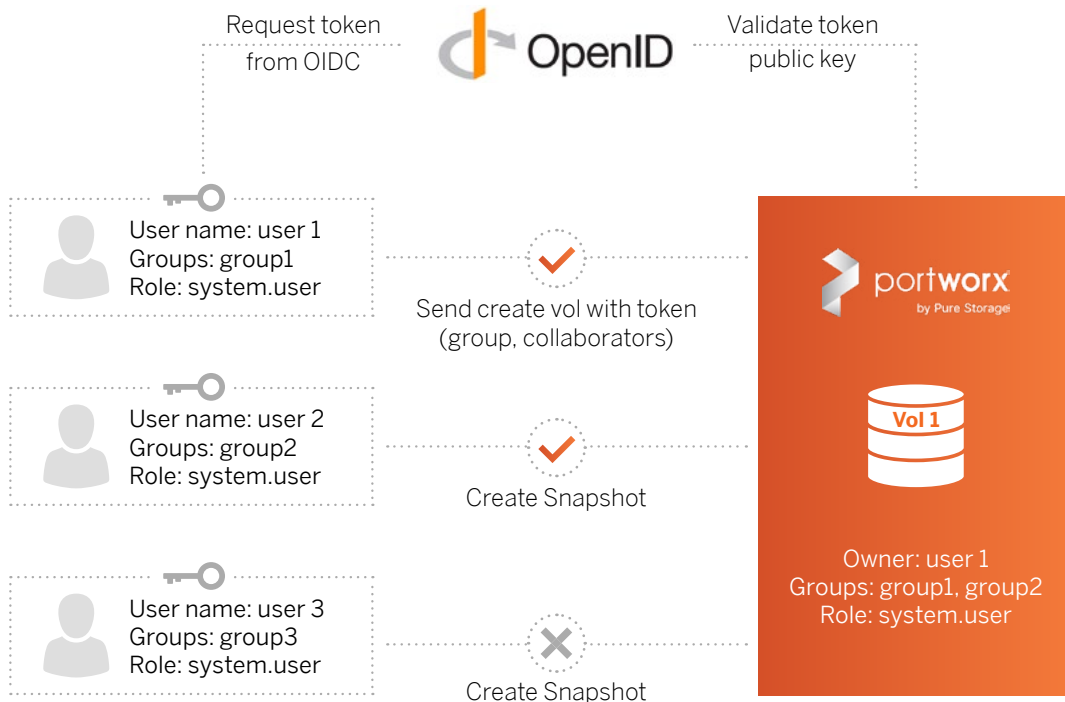 Request token
from OIDC
OpenID
Validate token
public key
User name: user 1
Groups: group1
Role: system.user
Send create vol with token
(group, collaborators)
portworx
by Pure Storage
User name: user 2
Groups: group2
Role: system.user
Create Snapshot
Vol 1
Owner: user 1
Groups: group1, group2
Role: system.user
User name: user 3
Groups: group3
Role: system.user
Create Snapshot